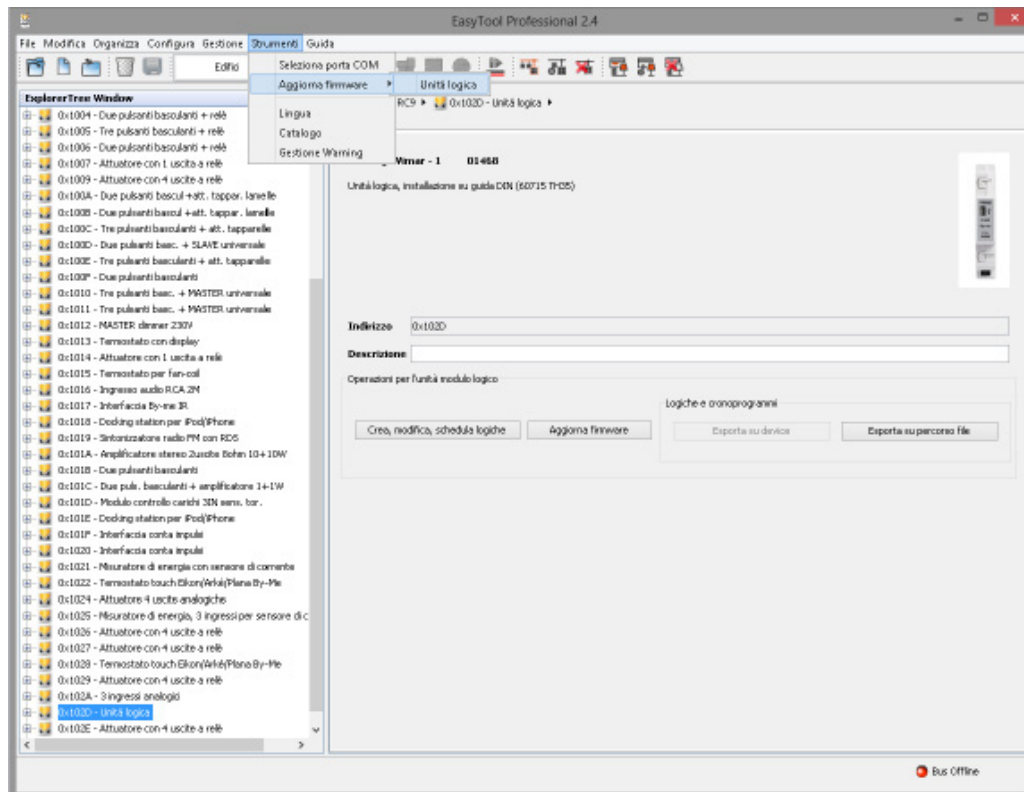 EasyTool Professional 2.4
File Modifica Organizza Configura Gestione Strumenti Guida
Edifici
Seleziona porta COM
Aggiorna firmware
Unità logica
Lingua
Catalogo
Gestione Warning
RC9 0x102D - Unità logica
ExplorerTree Window
0x1004 - Due pulsanti basculanti + relè
0x1005 - Tre pulsanti basculanti + relè
0x1006 - Due pulsanti basculanti + relè
0x1007 - Attuatore con 1 uscita a relè
0x1009 - Attuatore con 4 uscite a relè
0x100A - Due pulsanti bascul +att. tappar. lamelle
0x100B - Due pulsanti bascul +att. tappar. lamelle
0x100C - Tre pulsanti basculanti + att. tapparelle
0x100D - Due pulsanti basc. + SLAVE universale
0x100E - Tre pulsanti basculanti + att. tapparelle
0x100F - Due pulsanti basculanti
0x1010 - Tre pulsanti basc. + MASTER universale
0x1011 - Tre pulsanti basc. + MASTER universale
0x1012 - MASTER dimmer 230V
0x1013 - Termostato con display
0x1014 - Attuatore con 1 uscita a relè
0x1015 - Termostato per fan-coil
0x1016 - Ingresso audio RCA 2M
0x1017 - Interfaccia By-me IR
0x1018 - Docking station per iPod/iPhone
0x1019 - Sintonizzatore radio FM con RDS
0x101A - Amplificatore stereo 2uscite 8ohm 10+10W
0x101B - Due pulsanti basculanti
0x101C - Due puls. basculanti + amplificatore 1+1W
0x101D - Modulo controllo carichi 3IN sens. tor.
0x101E - Docking station per iPod/iPhone
0x101F - Interfaccia conta impulsi
0x1020 - Interfaccia conta impulsi
0x1021 - Misuratore di energia con sensore di corrente
0x1022 - Termostato touch Eikon/Arké/Plana By-Me
0x1024 - Attuatore 4 uscite analogiche
0x1025 - Misuratore di energia, 3 ingressi per sensore di c
0x1026 - Attuatore con 4 uscite a relè
0x1027 - Attuatore con 4 uscite a relè
0x1028 - Termostato touch Eikon/Arké/Plana By-Me
0x1029 - Attuatore con 4 uscite a relè
0x102A - 3 ingressi analogici
0x102D - Unità logica
0x102E - Attuatore con 4 uscite a relè
Vimar - 1 01468
Unità logica, installazione su guida DIN (60715 TH35)
Indirizzo 0x102D
Descrizione
Operazioni per l'unità modulo logico
Logiche e cronoprogrammi
Crea, modifica, schedula logiche Aggiorna firmware Esporta su device Esporta su percorso file
Bus Offline